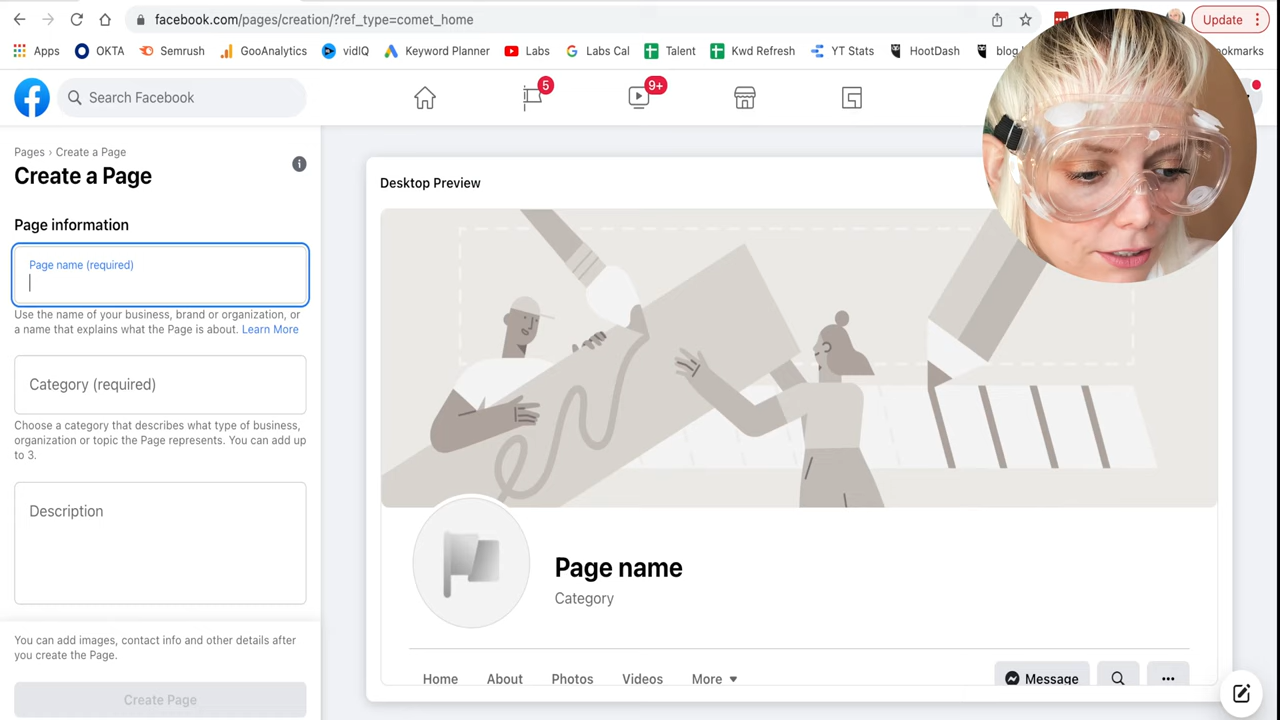 facebook.com/pages/creation/?ref_type=comet_home
Update
Apps
OKTA
Semrush
GooAnalytics
vidIQ
Keyword Planner
Labs
Labs Cal
Talent
Kwd Refresh
YT Stats
HootDash
blog
Search Facebook
5
9+
Pages › Create a Page
Create a Page
Page information
Page name (required)
Use the name of your business, brand or organization, or
a name that explains what the Page is about. Learn More
Category (required)
Choose a category that describes what type of business,
organization or topic the Page represents. You can add up
to 3.
Description
You can add images, contact info and other details after
you create the Page.
Create Page
Desktop Preview
Page name
Category
Home
About
Photos
Videos
More
Message